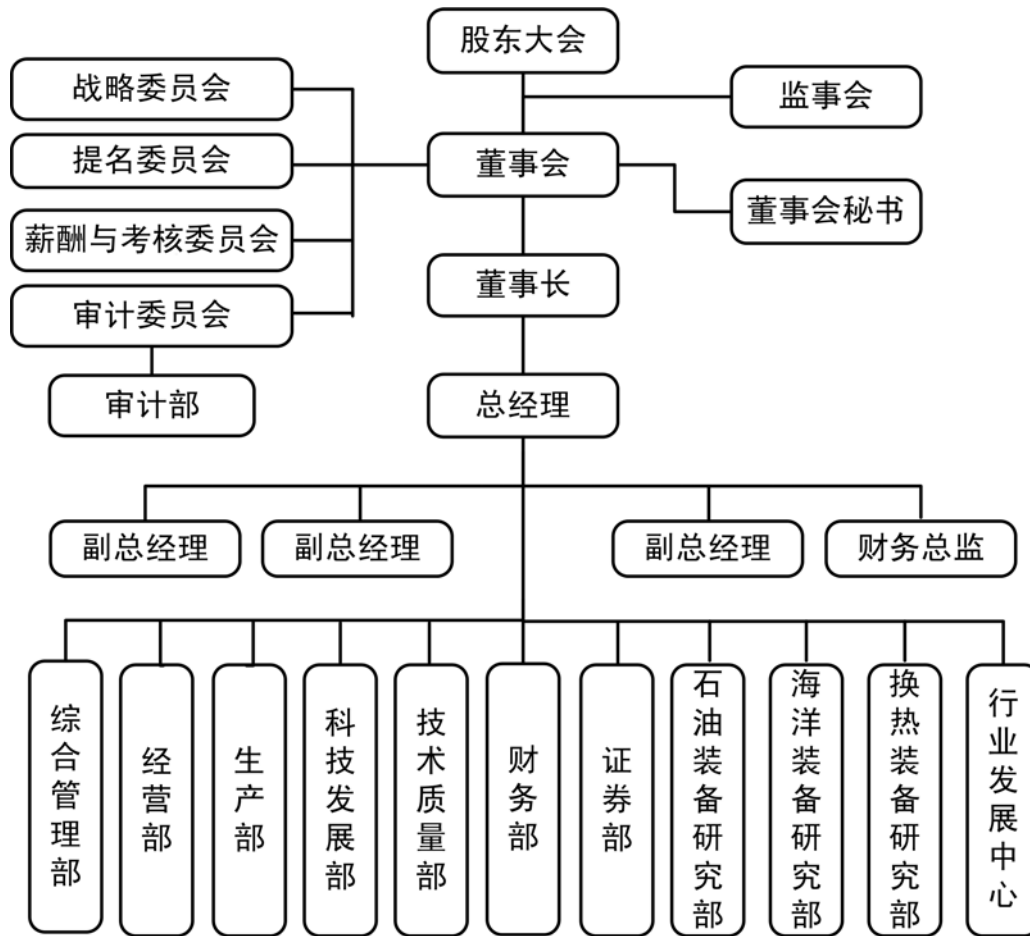 股东大会
战略委员会
监事会
提名委员会
董事会
薪酬与考核委员会
董事会秘书
董事长
审计委员会
审计部
总经理
副总经理
副总经理
副总经理
财务总监
综合管理部
经营部
生产部
科技发展部
技术质量部
财务部
证券部
石油装备研究部
海洋装备研究部
换热装备研究部
行业发展中心